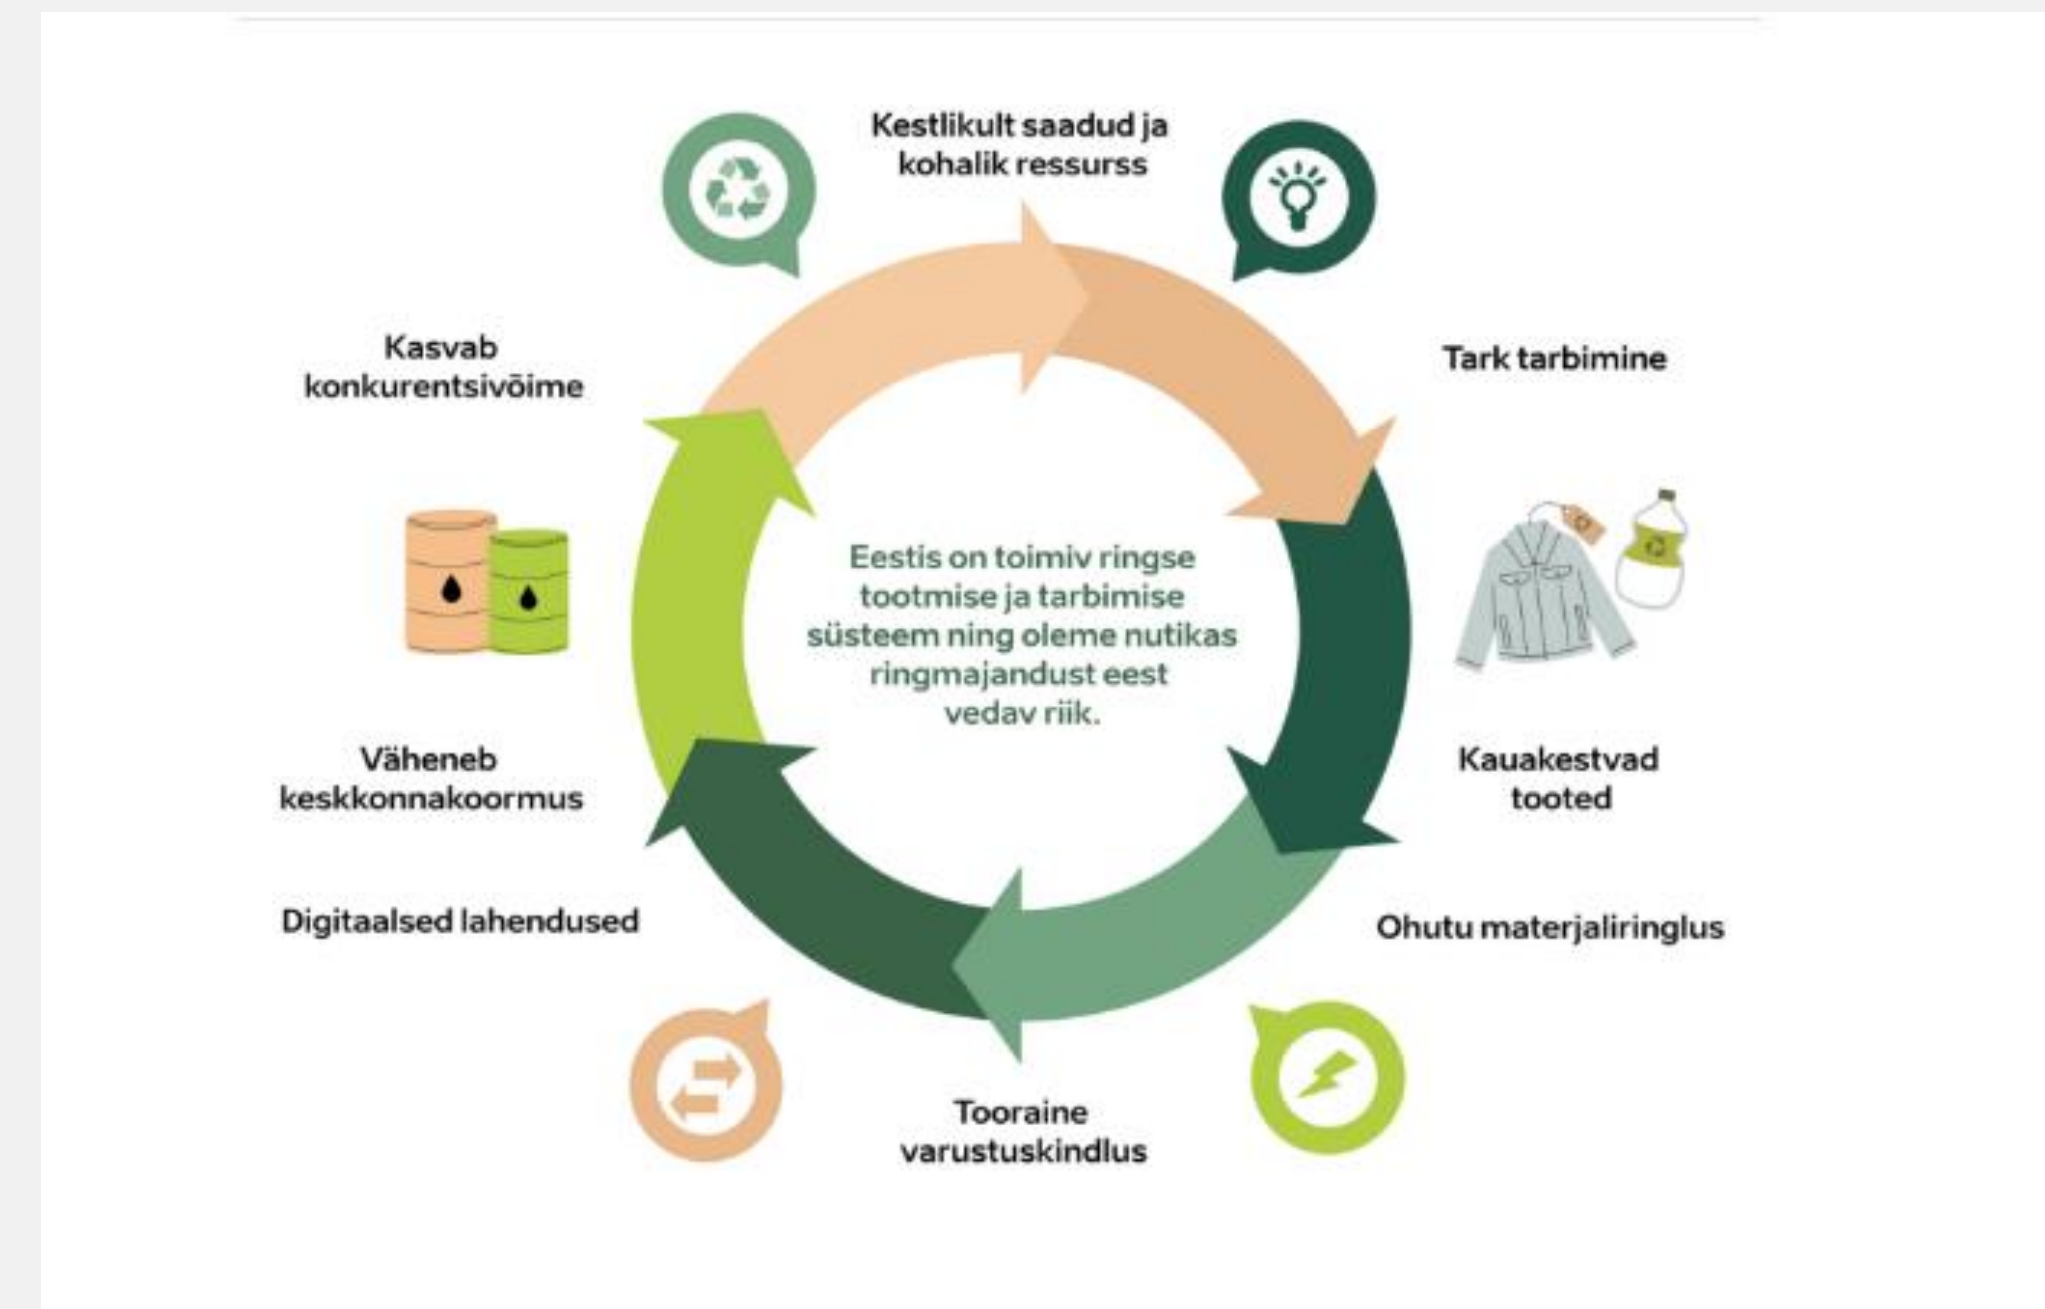 Kestlikult saadud ja
kohalik ressurss
Tark tarbimine
Kauakestvad
tooted
Ohutu materjaliringlus
Tooraine
varustuskindlus
Digitaalsed lahendused
Väheneb
keskkonnakoormus
Kasvab
konkurentsivõime
Eestis on toimiv ringse
tootmise ja tarbimise
süsteem ning oleme nutikas
ringmajandust eest
vedav riik.